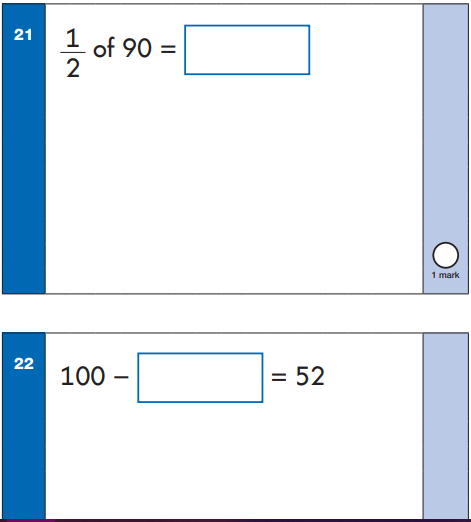 21
1/2 of 90 =
1 mark
22
100 – = 52